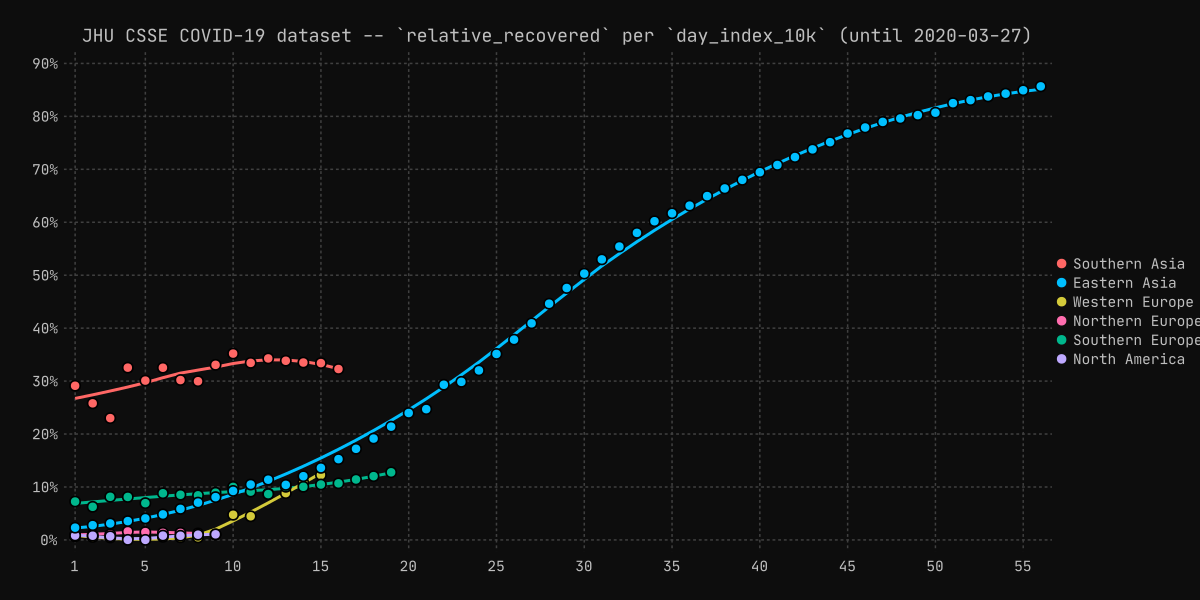 JHU CSSE COVID-19 dataset -- `relative_recovered` per `day_index_10k` (until 2020-03-27)
90%
80%
70%
60%
50%
40%
30%
20%
10%
0%
1 5 10 15 20 25 30 35 40 45 50 55
Southern Asia
Eastern Asia
Western Europe
Northern Europe
Southern Europe
North America